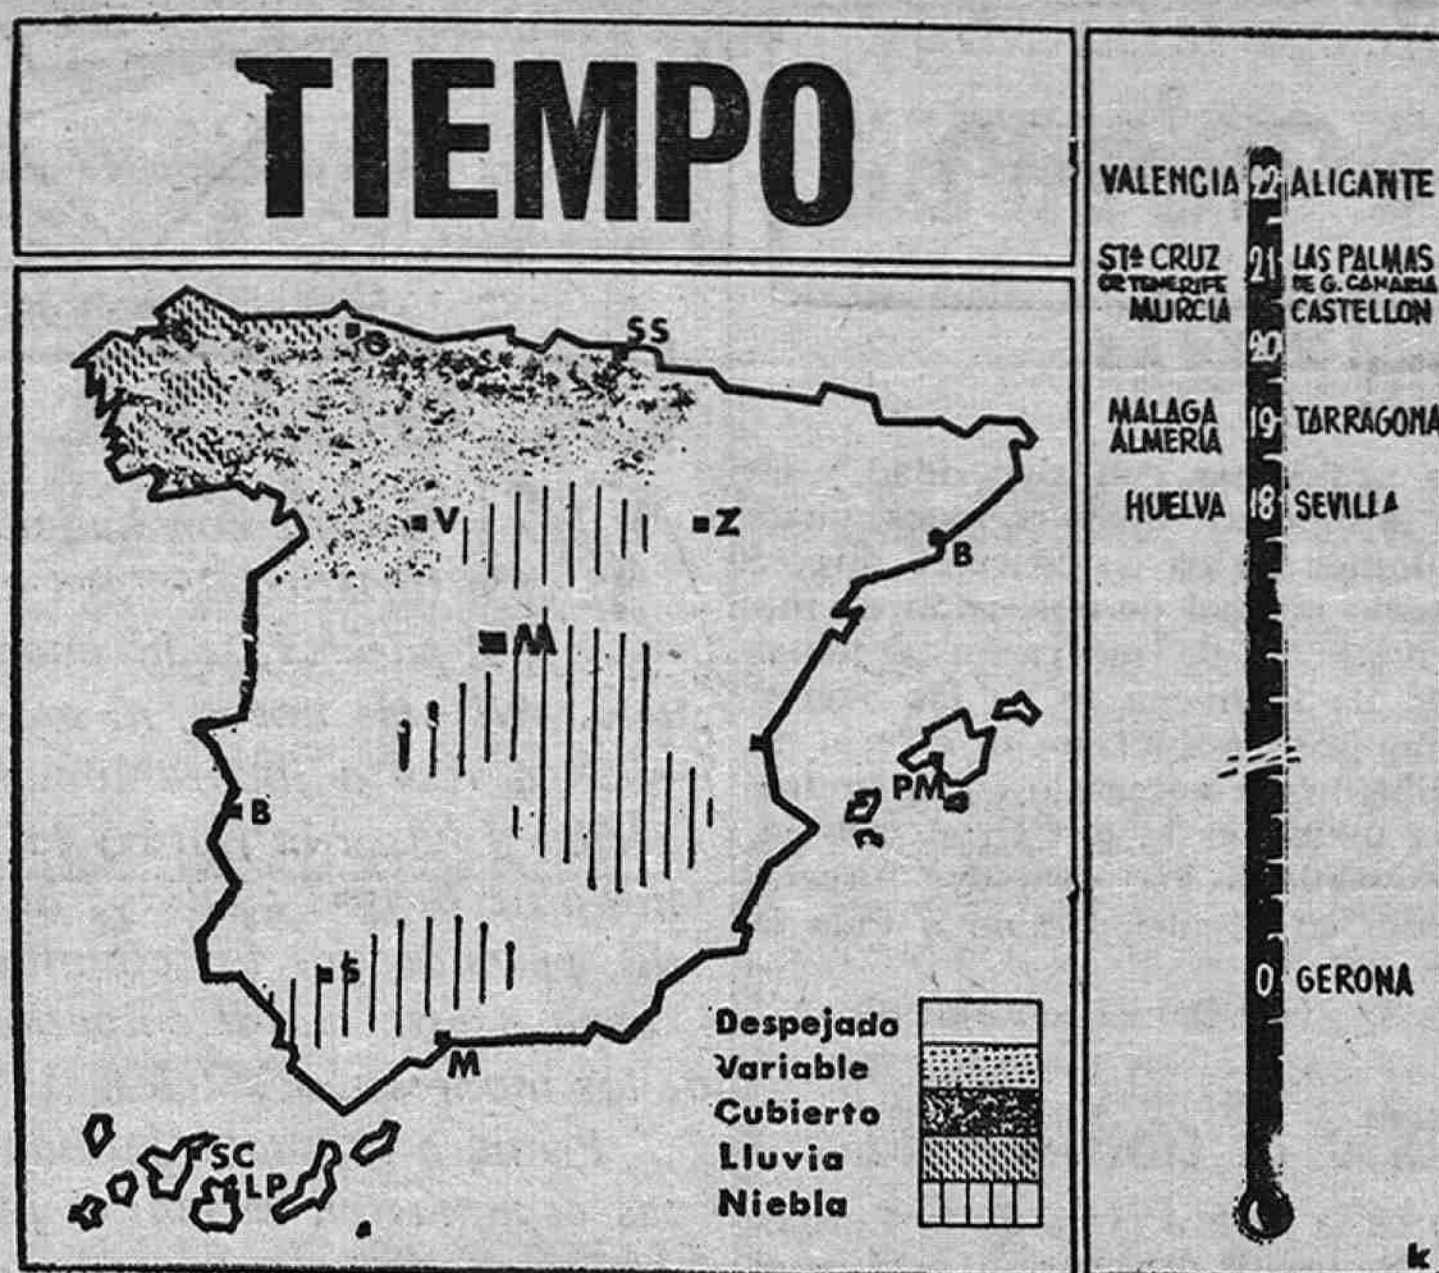 TIEMPO
SS
V
Z
B
M
PM
B
S
M
SC
LP
Despejado
Variable
Cubierto
Lluvia
Niebla
VALENCIA 22 ALICANTE
STA CRUZ 21 LAS PALMAS
DE TENERIFE DE G. CANARIA
MURCIA CASTELLON
20
MALAGA 19 TARRAGONA
ALMERIA
HUELVA 18 SEVILLA
0 GERONA
k